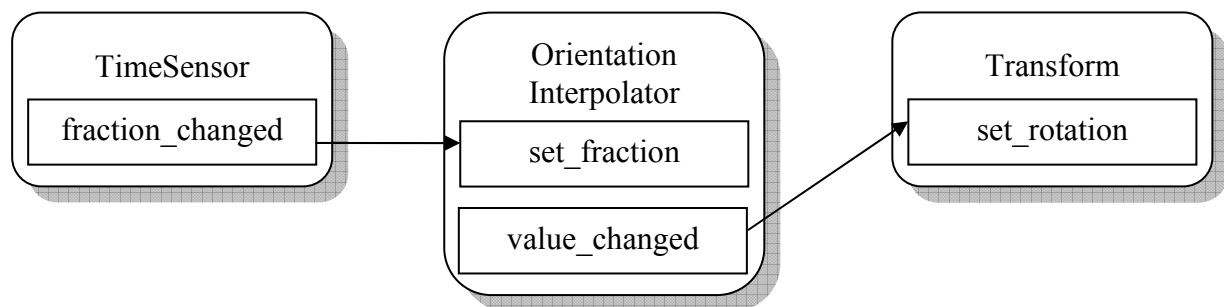 TimeSensor
fraction_changed
Orientation
Interpolator
set_fraction
value_changed
Transform
set_rotation